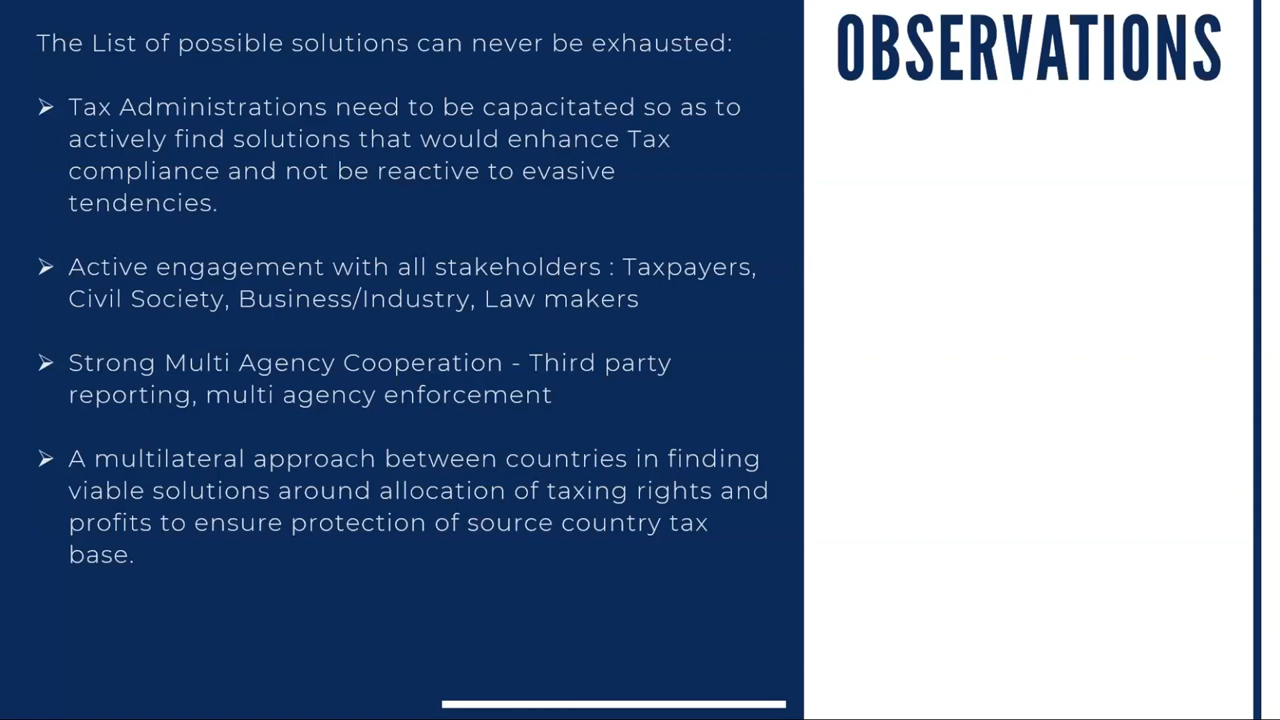 The List of possible solutions can never be exhausted:
➢ Tax Administrations need to be capacitated so as to
actively find solutions that would enhance Tax
compliance and not be reactive to evasive
tendencies.
➢ Active engagement with all stakeholders : Taxpayers,
Civil Society, Business/Industry, Law makers
➢ Strong Multi Agency Cooperation - Third party
reporting, multi agency enforcement
➢ A multilateral approach between countries in finding
viable solutions around allocation of taxing rights and
profits to ensure protection of source country tax
base.
OBSERVATIONS